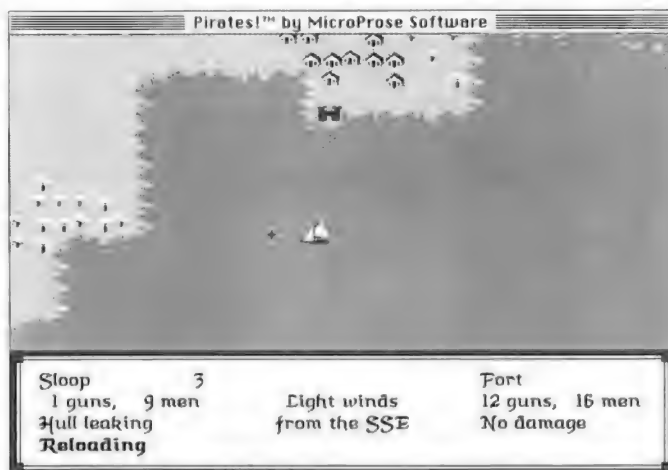 Pirates!™ by MicroProse Software
Sloop 3
1 guns, 9 men
Hull leaking
Reloading
Light winds
from the SSE
Fort
12 guns, 16 men
No damage